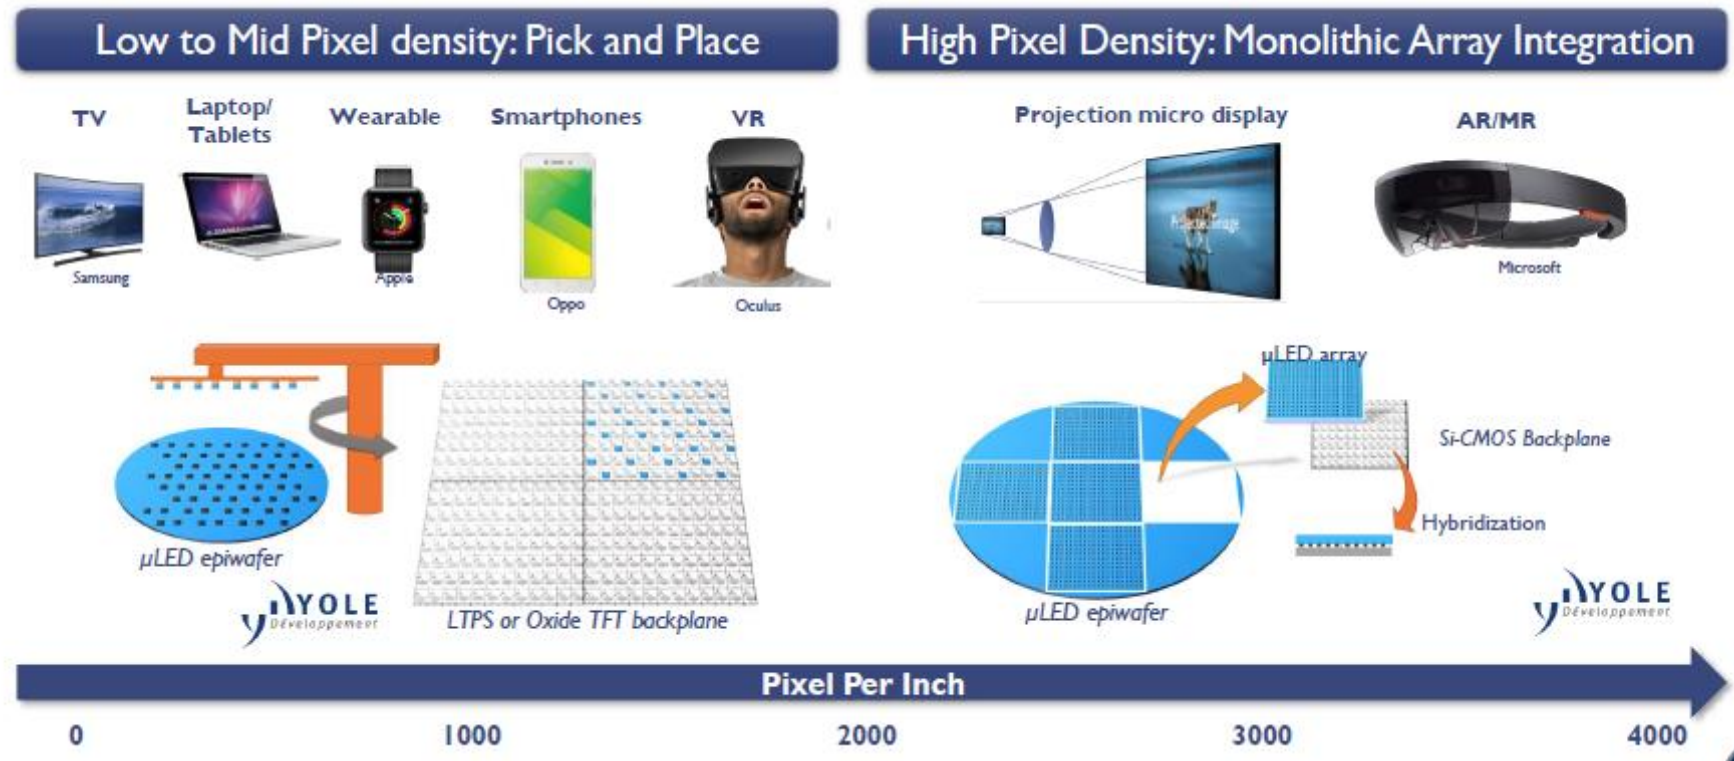 Low to Mid Pixel density: Pick and Place
High Pixel Density: Monolithic Array Integration
TV
Laptop/
Tablets
Wearable
Smartphones
VR
Projection micro display
AR/MR
Projected image
Samsung
Apple
Oppo
Oculus
Microsoft
µLED array
Si-CMOS Backplane
Hybridization
µLED epiwafer
LTPS or Oxide TFT backplane
µLED epiwafer
YOLE
Développement
YOLE
Développement
Pixel Per Inch
0
1000
2000
3000
4000